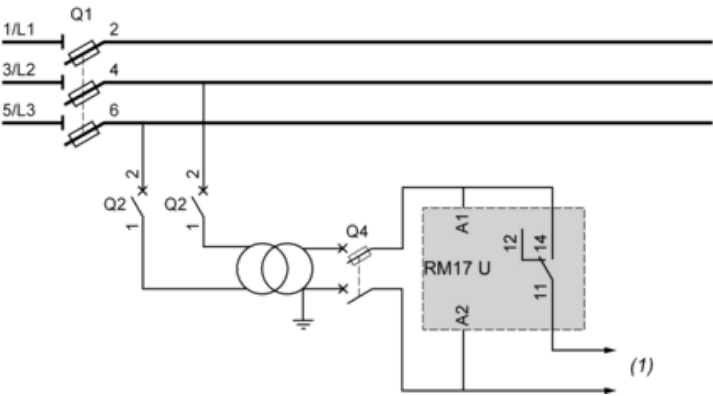 Q1
1/L1 2
3/L2 4
5/L3 6
2 2
Q2 Q2
1 1
Q4
A1
12 14
RM17 U
11
A2
(1)